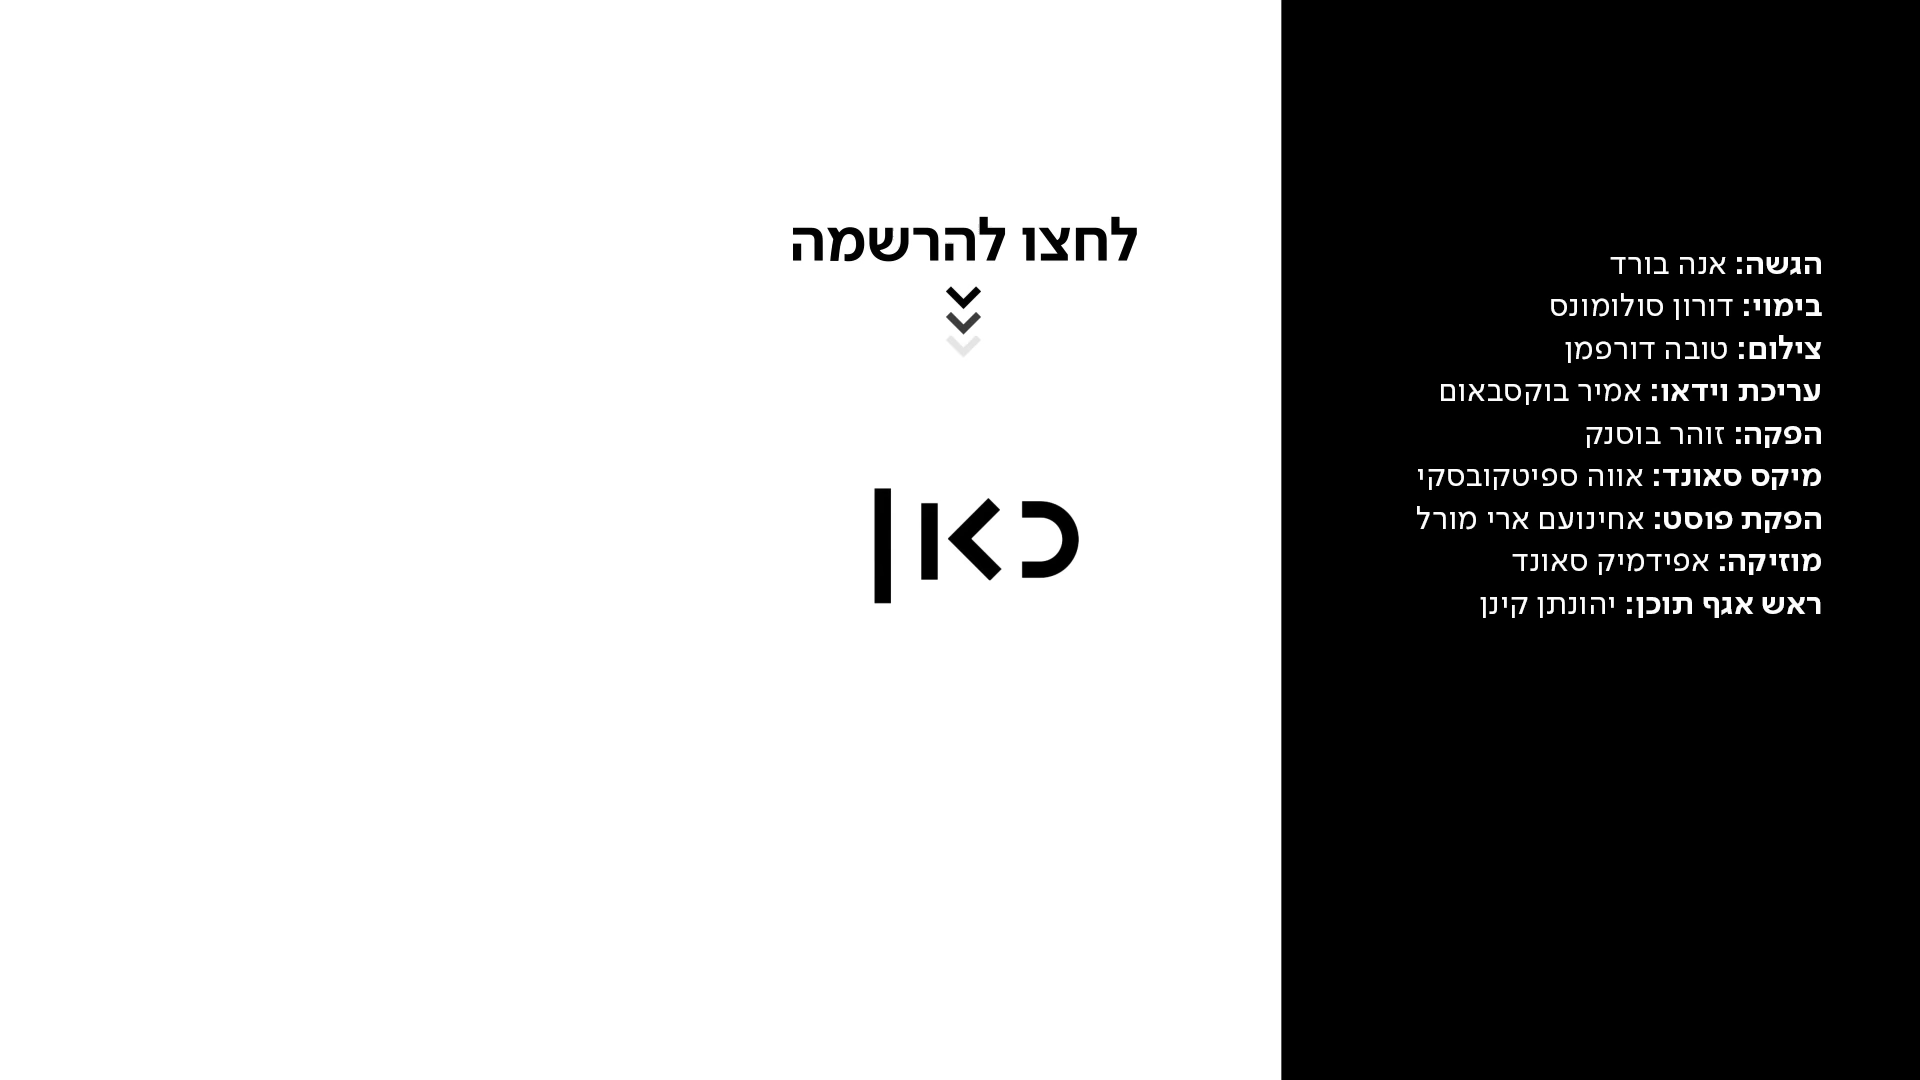 לחצו להרשמה
כאן
הגשה: אנה בורד
בימוי: דורון סולומונס
צילום: טובה דורפמן
עריכת וידאו: אמיר בוקסבאום
הפקה: זוהר בוסנק
מיקס סאונד: אווה ספיטקובסקי
הפקת פוסט: אחינועם ארי מורל
מוזיקה: אפידמיק סאונד
ראש אגף תוכן: יהונתן קינן